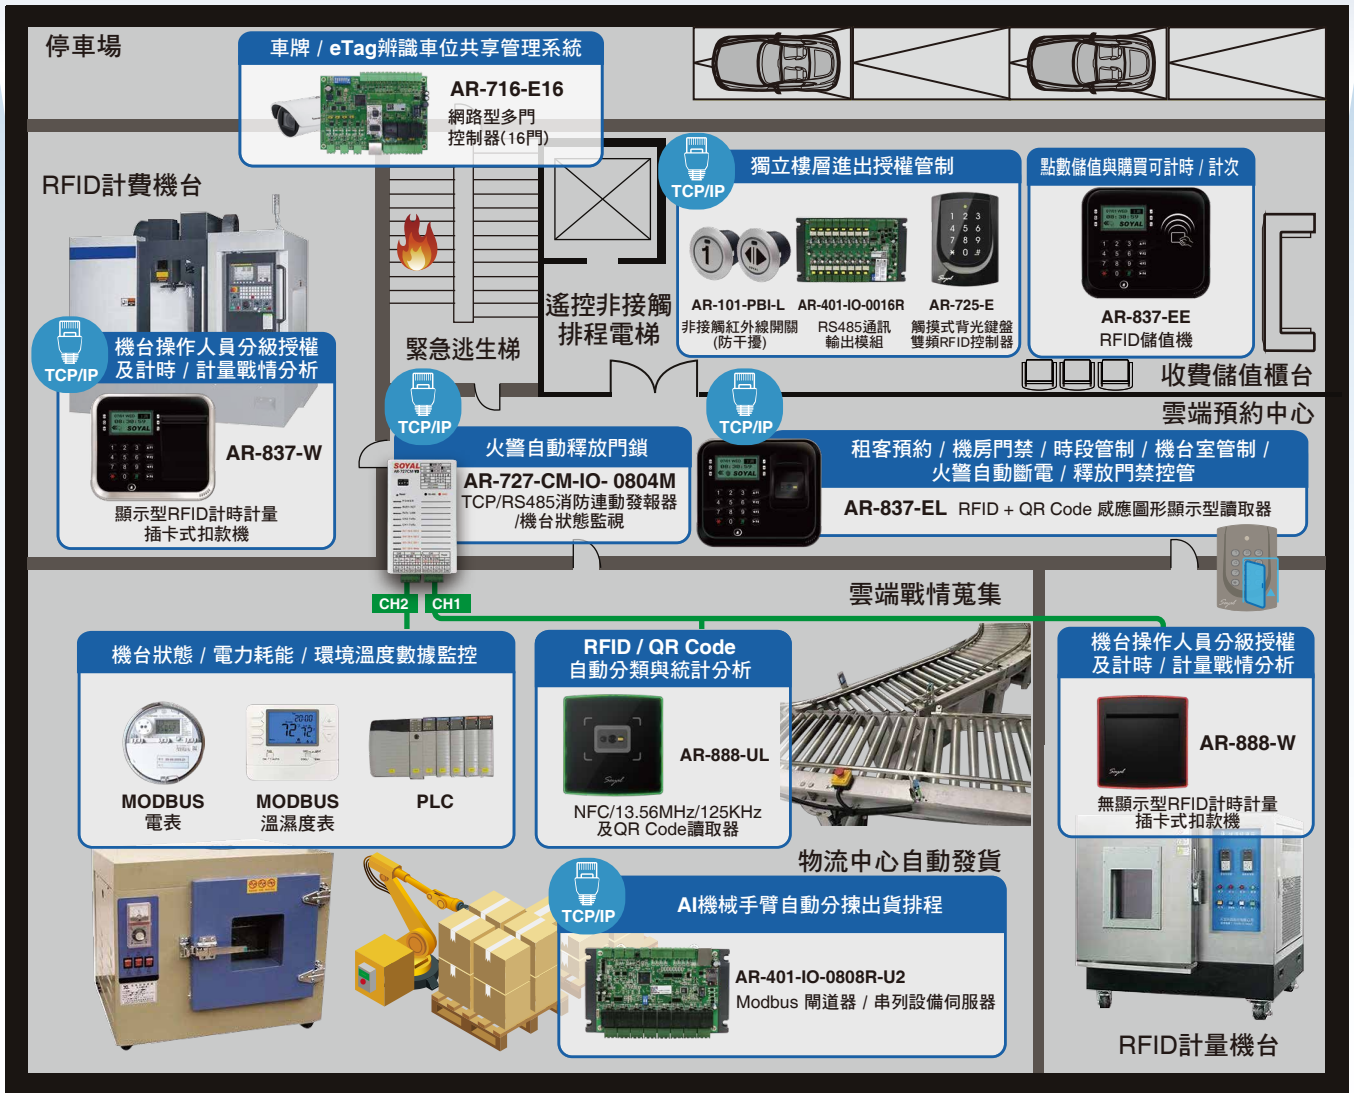 停車場
車牌 / eTag辨識車位共享管理系統
AR-716-E16
網路型多門
控制器(16門)
RFID計費機台
TCP/IP
機台操作人員分級授權
及計時 / 計量戰情分析
AR-837-W
顯示型RFID計時計量
插卡式扣款機
緊急逃生梯
遙控非接觸
排程電梯
TCP/IP
獨立樓層進出授權管制
AR-101-PBI-L
非接觸紅外線開關
(防干擾)
AR-401-IO-0016R
RS485通訊
輸出模組
AR-725-E
觸摸式背光鍵盤
雙頻RFID控制器
點數儲值與購買可計時 / 計次
SOYAL
AR-837-EE
RFID儲值機
收費儲值櫃台
雲端預約中心
TCP/IP
火警自動釋放門鎖
SOYAL
AR-727-CM-IO- 0804M
TCP/RS485消防連動發報器
/機台狀態監視
TCP/IP
租客預約 / 機房門禁 / 時段管制 / 機台室管制 /
火警自動斷電 / 釋放門禁控管
SOYAL
AR-837-EL RFID + QR Code 感應圖形顯示型讀取器
CH2
CH1
雲端戰情蒐集
機台狀態 / 電力耗能 / 環境溫度數據監控
MODBUS
電表
MODBUS
溫濕度表
PLC
RFID / QR Code
自動分類與統計分析
Soyal
AR-888-UL
NFC/13.56MHz/125KHz
及QR Code讀取器
機台操作人員分級授權
及計時 / 計量戰情分析
Soyal
AR-888-W
無顯示型RFID計時計量
插卡式扣款機
物流中心自動發貨
TCP/IP
AI機械手臂自動分揀出貨排程
AR-401-IO-0808R-U2
Modbus 閘道器 / 串列設備伺服器
RFID計量機台